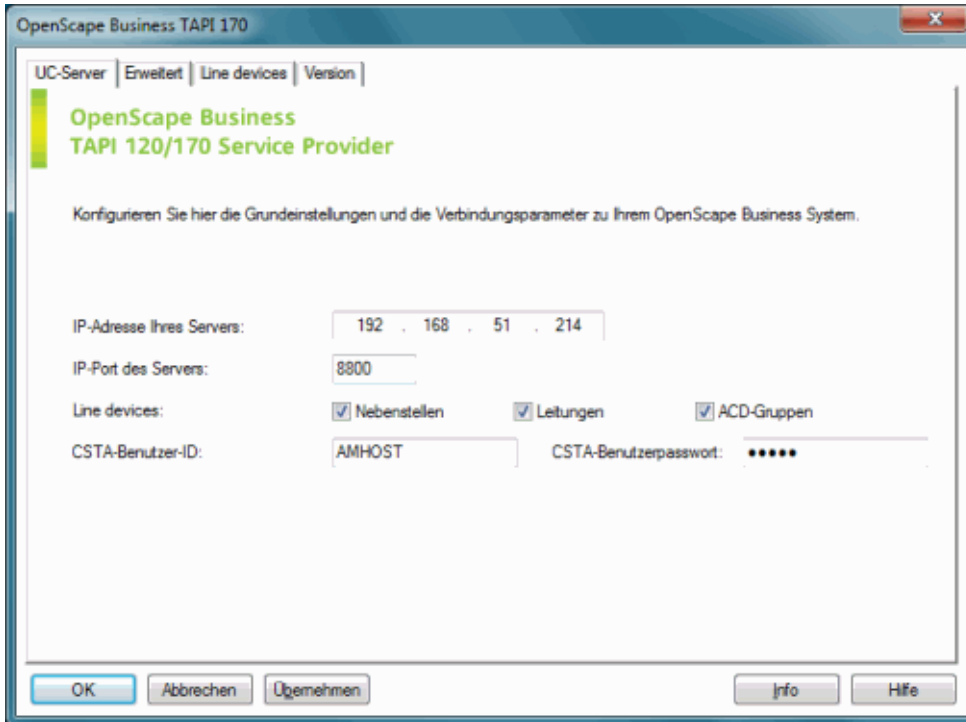 OpenScape Business TAPI 170
UC-Server Erweitert Line devices Version
OpenScape Business
TAPI 120/170 Service Provider
Konfigurieren Sie hier die Grundeinstellungen und die Verbindungsparameter zu Ihrem OpenScape Business System.
IP-Adresse Ihres Servers: 192 . 168 . 51 . 214
IP-Port des Servers: 8800
Line devices: Nebenstellen Leitungen ACD-Gruppen
CSTA-Benutzer-ID: AMHOST CSTA-Benutzerpasswort: •••••
OK Abbrechen Übernehmen Info Hilfe